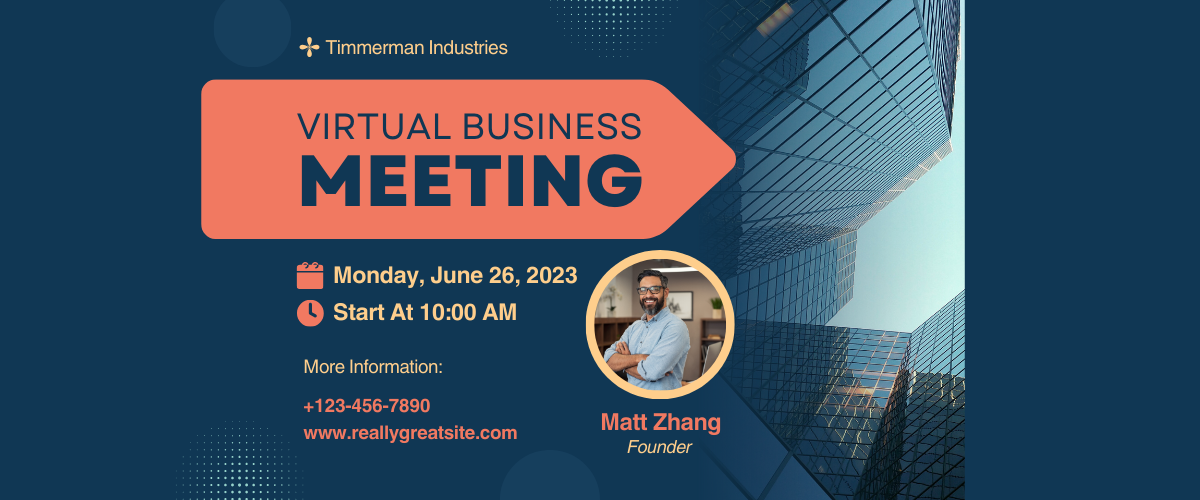 Timmerman Industries
VIRTUAL BUSINESS
MEETING
Monday, June 26, 2023
Start At 10:00 AM
More Information:
+123-456-7890
www.reallygreatsite.com
Matt Zhang
Founder